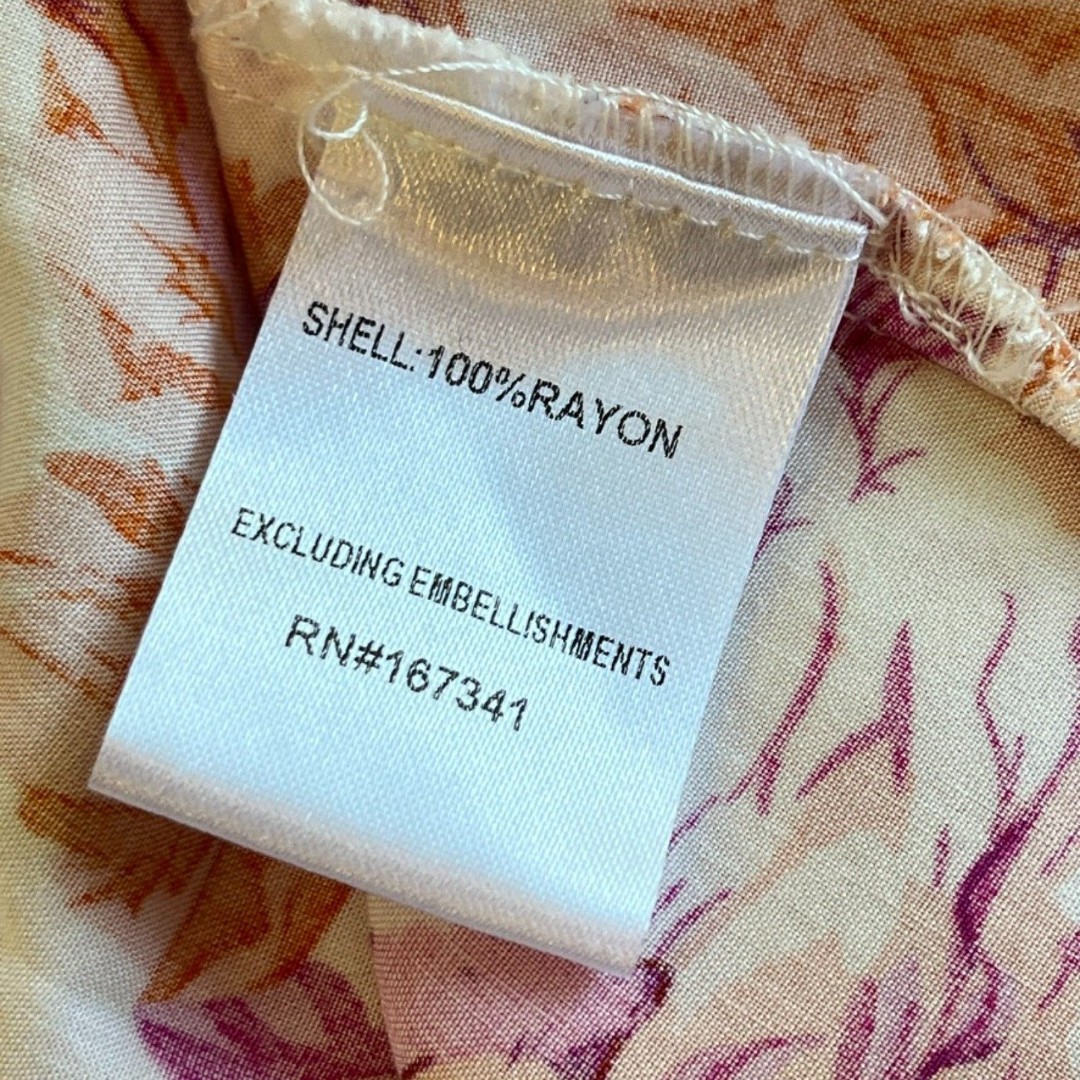 SHELL:100%RAYON
EXCLUDING EMBELLISHMENTS
RN#167341